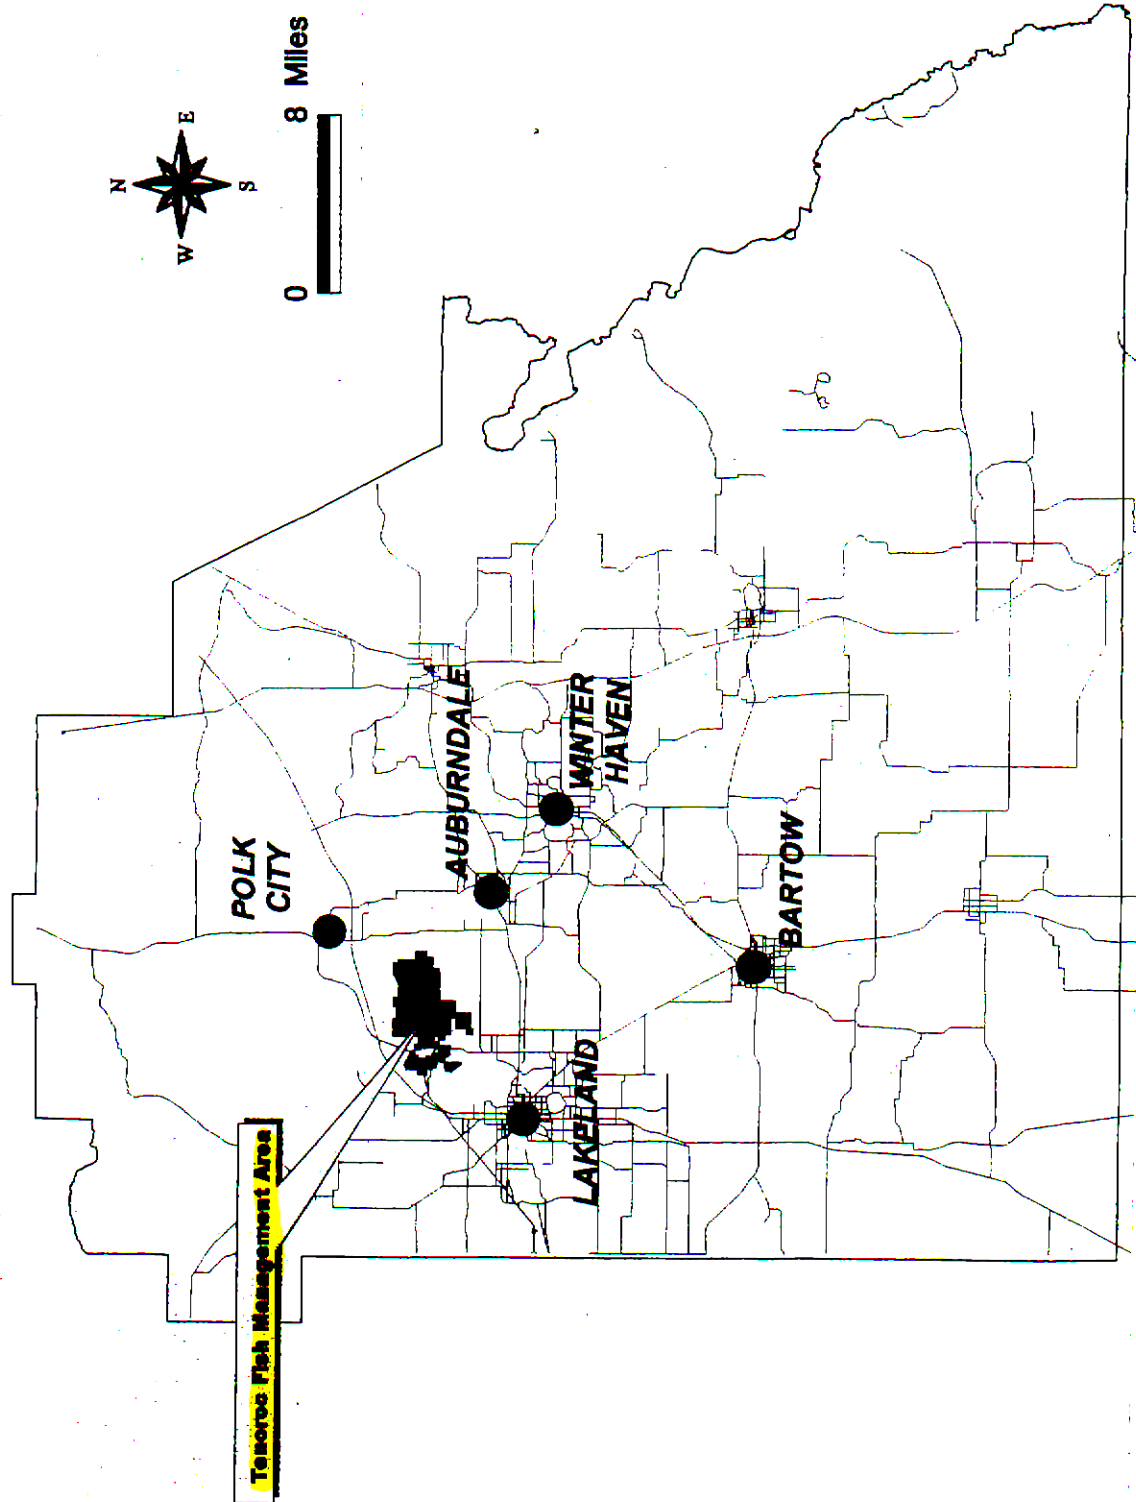 N
W E
S
0 8 Miles
POLK
CITY
AUBURNDALE
WINTER
HAVEN
Tenoroc Fish Management Area
LAKELAND
BARTOW